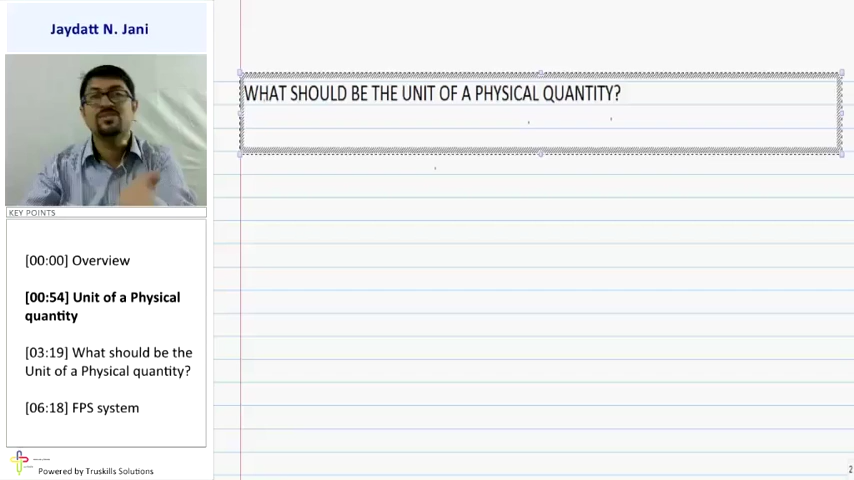 Jaydatt N. Jani
WHAT SHOULD BE THE UNIT OF A PHYSICAL QUANTITY?
KEY POINTS
[00:00] Overview
[00:54] Unit of a Physical
quantity
[03:19] What should be the
Unit of a Physical quantity?
[06:18] FPS system
Powered by Truskills Solutions
2